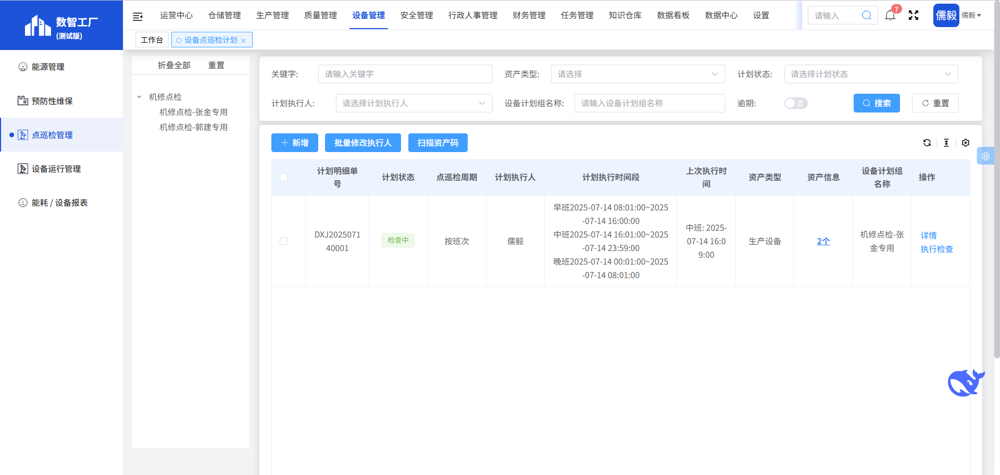 数智工厂
(测试版)
运营中心 仓储管理 生产管理 质量管理 设备管理 安全管理 行政人事管理 财务管理 任务管理 知识仓库 数据看板 数据中心 设置
请输入
7
儒毅 儒毅
工作台 设备点巡检计划
能源管理
预防性维保
点巡检管理
设备运行管理
能耗 / 设备报表
折叠全部 重置
机修点检
机修点检-张金专用
机修点检-郭建专用
关键字: 请输入关键字 资产类型: 请选择 计划状态: 请选择计划状态
计划执行人: 请选择计划执行人 设备计划组名称: 请输入设备计划组名称 逾期: 否 搜索 重置
新增 批量修改执行人 扫描资产码
计划明细单
号
计划状态
点巡检周期
计划执行人
计划执行时间段
上次执行时
间
资产类型
资产信息
设备计划组
名称
操作
DXJ2025071
40001
检查中
按班次
儒毅
早班2025-07-14 08:01:00~2025
-07-14 16:00:00
中班2025-07-14 16:01:00~2025
-07-14 23:59:00
晚班2025-07-14 00:01:00~2025
-07-14 08:01:00
中班: 2025-
07-14 16:0
9:00
生产设备
2个
机修点检-张
金专用
详情
执行检查